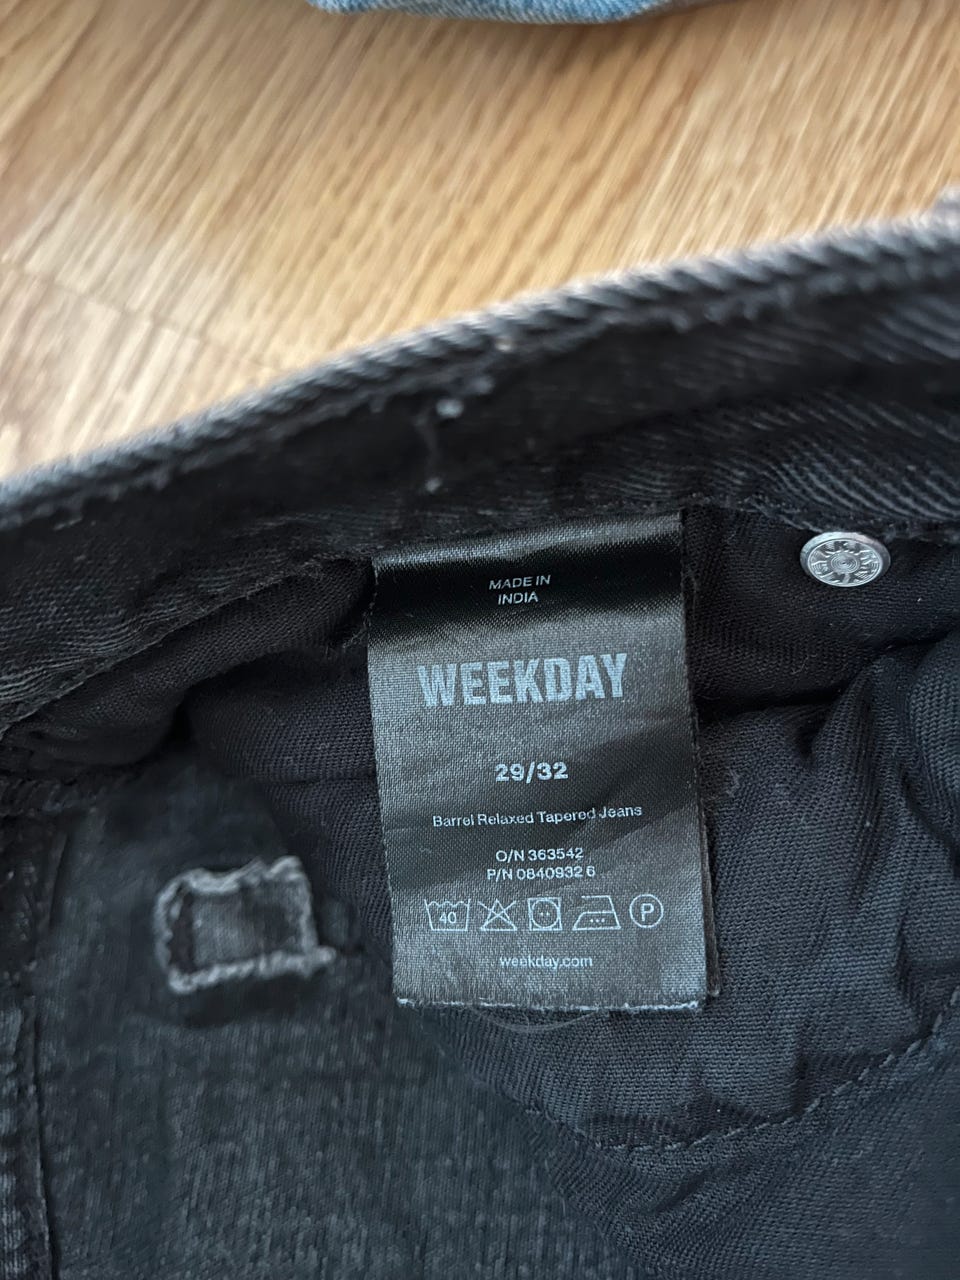 MADE IN
INDIA
WEEKDAY
29/32
Barrel Relaxed Tapered Jeans
O/N 363542
P/N 0840932 6
40
P
weekday.com